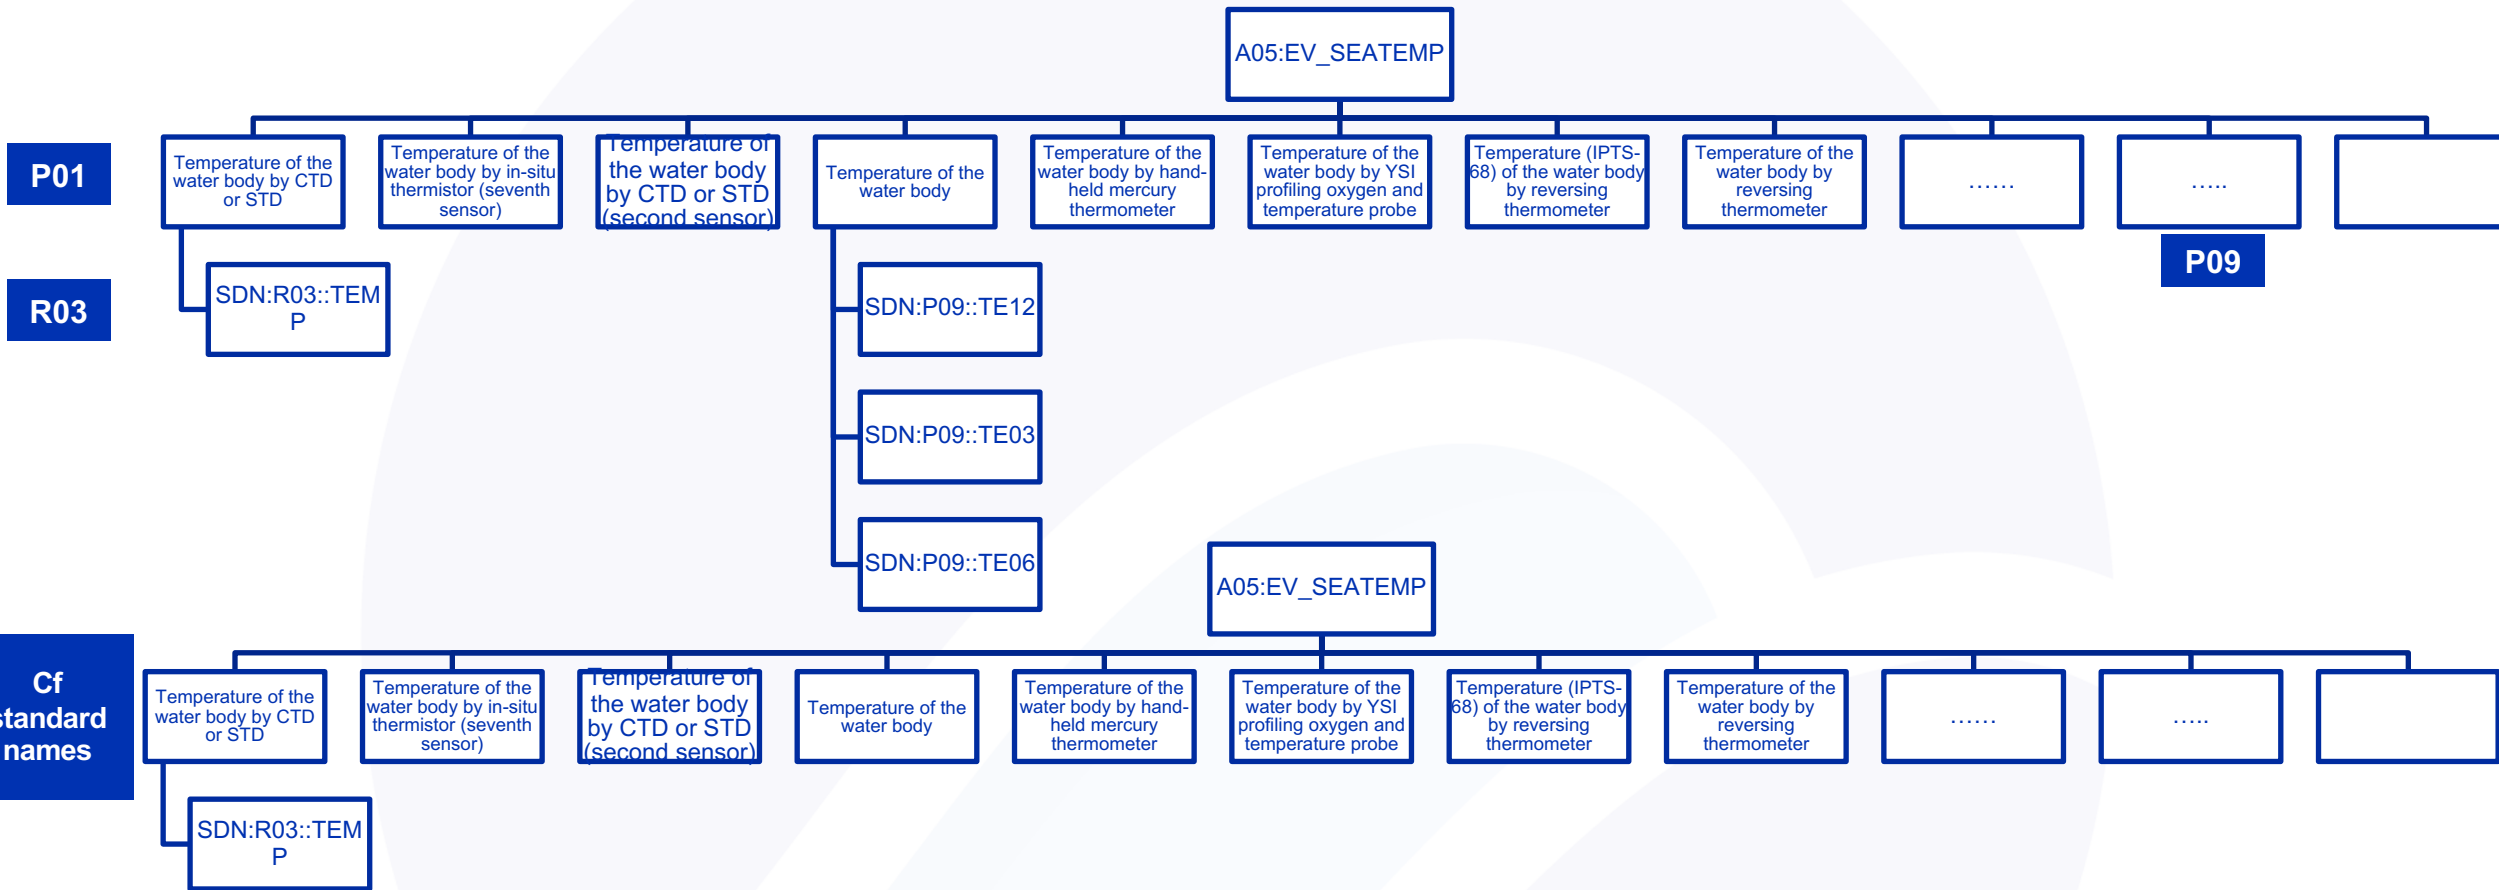 A05:EV_SEATEMP
P01
Temperature of the
water body by CTD
or STD
Temperature of the
water body by in-situ
thermistor (seventh
sensor)
Temperature of
the water body
by CTD or STD
(second sensor)
Temperature of the
water body
Temperature of the
water body by hand-
held mercury
thermometer
Temperature of the
water body by YSI
profiling oxygen and
temperature probe
Temperature (IPTS-
68) of the water body
by reversing
thermometer
Temperature of the
water body by
reversing
thermometer
……
…..
P09
R03
SDN:R03::TEM
P
SDN:P09::TE12
SDN:P09::TE03
SDN:P09::TE06
A05:EV_SEATEMP
Cf
standard
names
Temperature of the
water body by CTD
or STD
Temperature of the
water body by in-situ
thermistor (seventh
sensor)
Temperature of
the water body
by CTD or STD
(second sensor)
Temperature of the
water body
Temperature of the
water body by hand-
held mercury
thermometer
Temperature of the
water body by YSI
profiling oxygen and
temperature probe
Temperature (IPTS-
68) of the water body
by reversing
thermometer
Temperature of the
water body by
reversing
thermometer
……
…..
SDN:R03::TEM
P